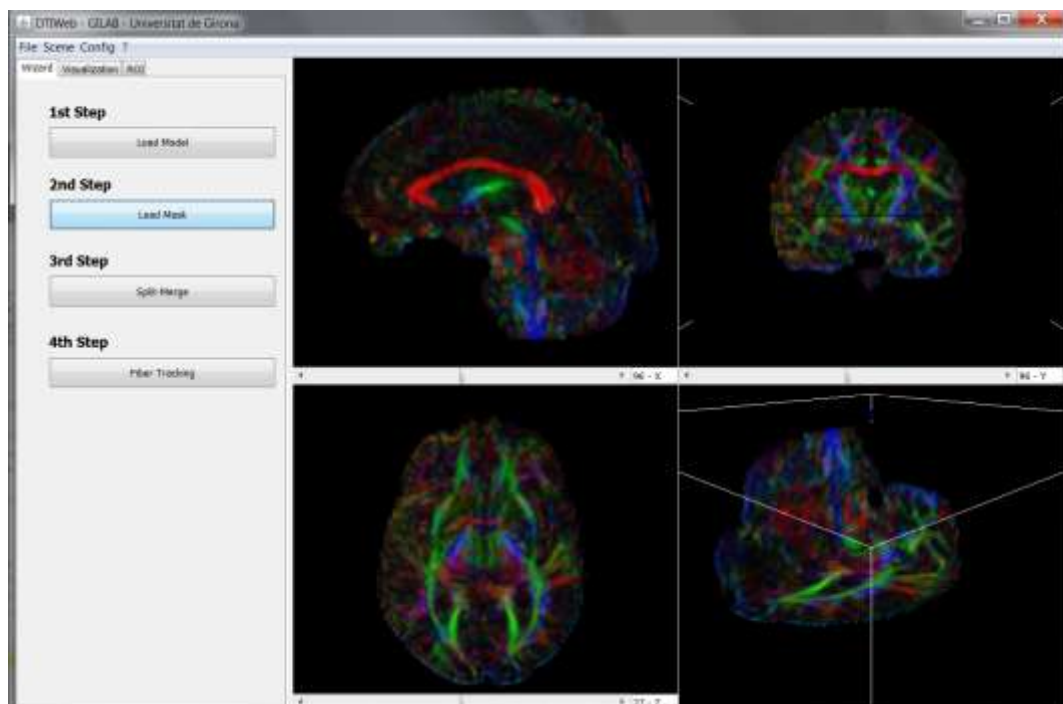 DTIWeb - GILAB - Universitat de Girona
File Scene Config ?
Wizard Visualization ROI
1st Step
Load Model
2nd Step
Load Mask
3rd Step
Split-Merge
4th Step
Fiber Tracking
96 - X
96 - Y
27 - Z